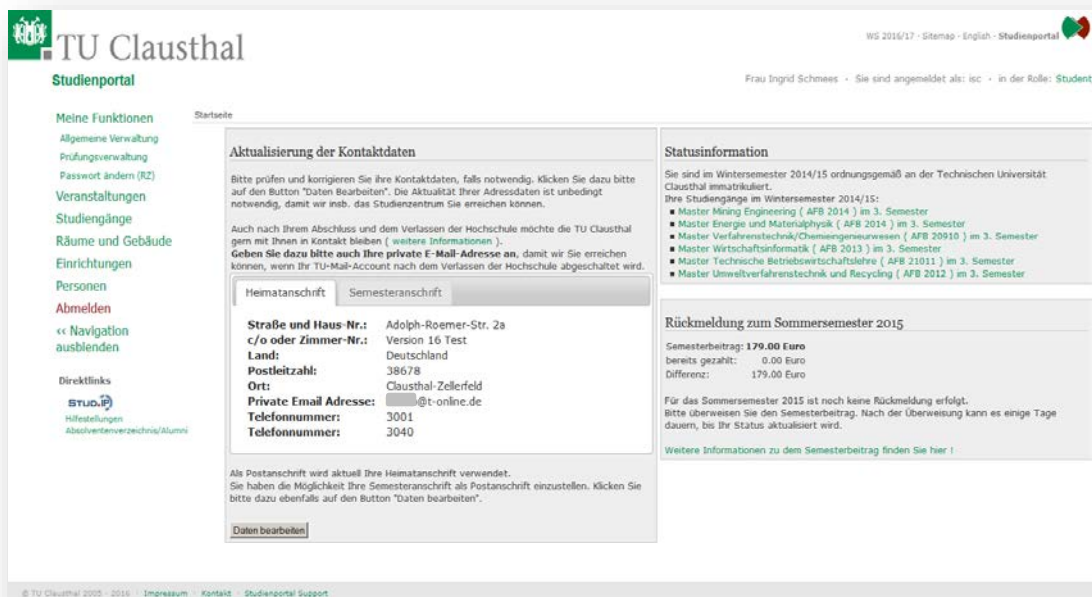 TU Clausthal
WS 2016/17 - Sitemap - English - Studienportal
Studienportal
Frau Ingrid Schmees - Sie sind angemeldet als: isc - in der Rolle: Student
Meine Funktionen
Allgemeine Verwaltung
Prüfungsverwaltung
Passwort ändern (RZ)
Veranstaltungen
Studiengänge
Räume und Gebäude
Einrichtungen
Personen
Abmelden
<< Navigation
ausblenden
Direktlinks
STUD.IP
Hilfestellungen
Absolventenverzeichnis/Alumni
Startseite
Aktualisierung der Kontaktdaten
Bitte prüfen und korrigieren Sie ihre Kontaktdaten, falls notwendig. Klicken Sie dazu bitte
auf den Button "Daten Bearbeiten". Die Aktualität Ihrer Adressdaten ist unbedingt
notwendig, damit wir insb. das Studienzentrum Sie erreichen können.
Auch nach Ihrem Abschluss und dem Verlassen der Hochschule möchte die TU Clausthal
gern mit Ihnen in Kontakt bleiben ( weitere Informationen ).
Geben Sie dazu bitte auch Ihre private E-Mail-Adresse an, damit wir Sie erreichen
können, wenn Ihr TU-Mail-Account nach dem Verlassen der Hochschule abgeschaltet wird.
Heimatanschrift Semesteranschrift
Straße und Haus-Nr.: Adolph-Roemer-Str. 2a
c/o oder Zimmer-Nr.: Version 16 Test
Land: Deutschland
Postleitzahl: 38678
Ort: Clausthal-Zellerfeld
Private Email Adresse: @t-online.de
Telefonnummer: 3001
Telefonnummer: 3040
Als Postanschrift wird aktuell Ihre Heimatanschrift verwendet.
Sie haben die Möglichkeit Ihre Semesteranschrift als Postanschrift einzustellen. Klicken Sie
bitte dazu ebenfalls auf den Button "Daten bearbeiten".
Daten bearbeiten
Statusinformation
Sie sind im Wintersemester 2014/15 ordnungsgemäß an der Technischen Universität
Clausthal immatrikuliert.
Ihre Studiengänge im Wintersemester 2014/15:
Master Mining Engineering ( AFB 2014 ) im 3. Semester
Master Energie und Materialphysik ( AFB 2014 ) im 3. Semester
Master Verfahrenstechnik/Chemieingenieurwesen ( AFB 20910 ) im 3. Semester
Master Wirtschaftsinformatik ( AFB 2013 ) im 3. Semester
Master Technische Betriebswirtschaftslehre ( AFB 21011 ) im 3. Semester
Master Umweltverfahrenstechnik und Recycling ( AFB 2012 ) im 3. Semester
Rückmeldung zum Sommersemester 2015
Semesterbeitrag: 179.00 Euro
bereits gezahlt: 0.00 Euro
Differenz: 179.00 Euro
Für das Sommersemester 2015 ist noch keine Rückmeldung erfolgt.
Bitte überweisen Sie den Semesterbeitrag. Nach der Überweisung kann es einige Tage
dauern, bis Ihr Status aktualisiert wird.
Weitere Informationen zu dem Semesterbeitrag finden Sie hier !
© TU Clausthal 2005 - 2016 · Impressum · Kontakt · Studienportal Support